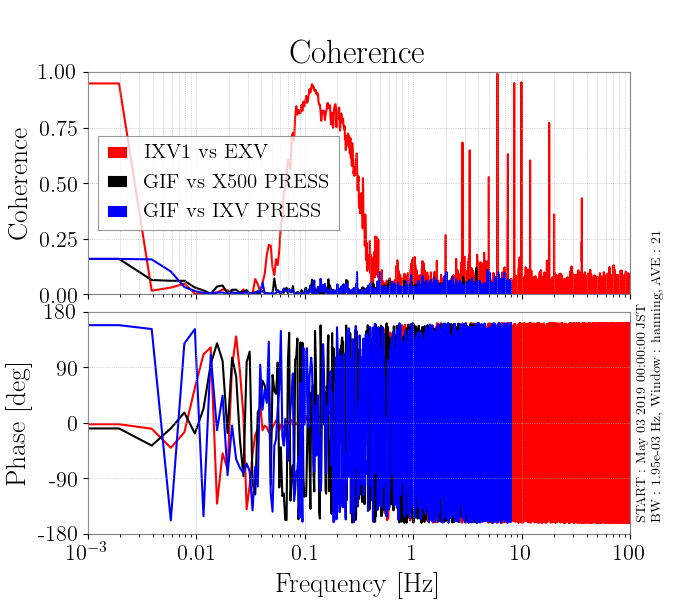 Coherence
1.00
0.75
0.50
0.25
0.00
Coherence
IXV1 vs EXV
GIF vs X500 PRESS
GIF vs IXV PRESS
180
90
0
-90
-180
Phase [deg]
10⁻³
0.01
0.1
1
10
100
Frequency [Hz]
START : May 03 2019 00:00:00 JST
BW : 1.95e-03 Hz, Window : hanning, AVE : 21